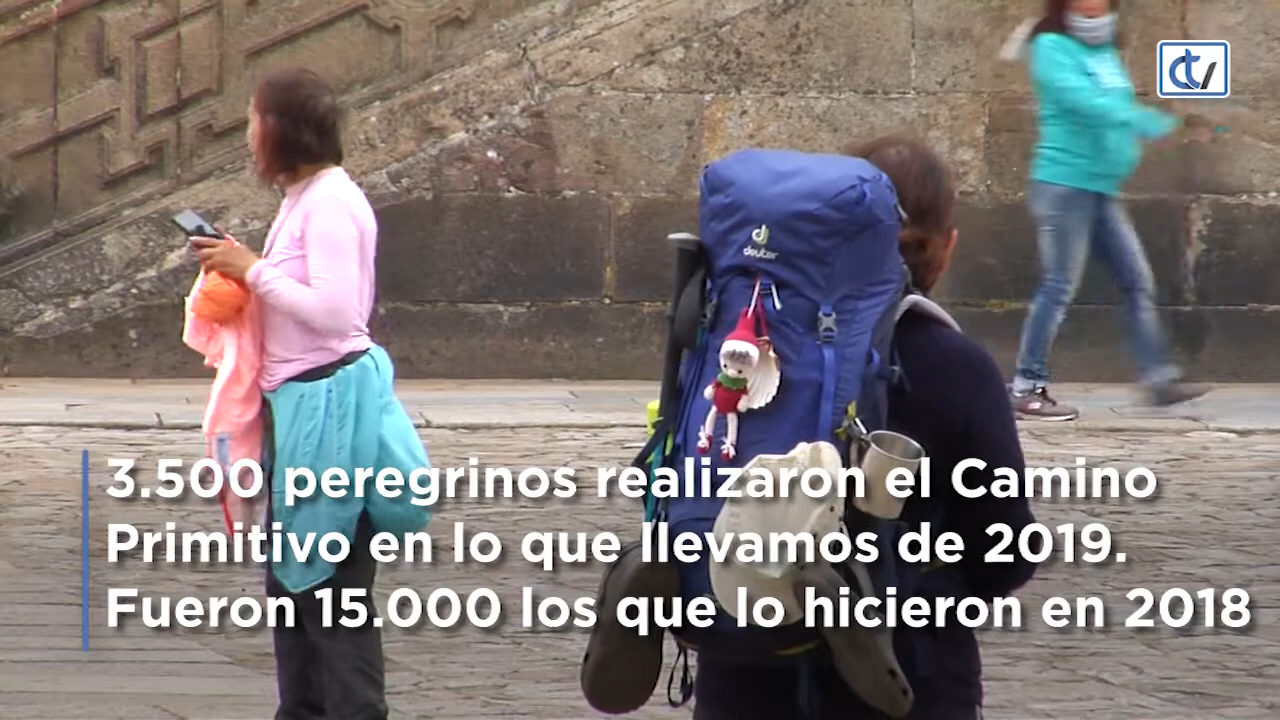 CTV
deuter
3.500 peregrinos realizaron el Camino
Primitivo en lo que llevamos de 2019.
Fueron 15.000 los que lo hicieron en 2018